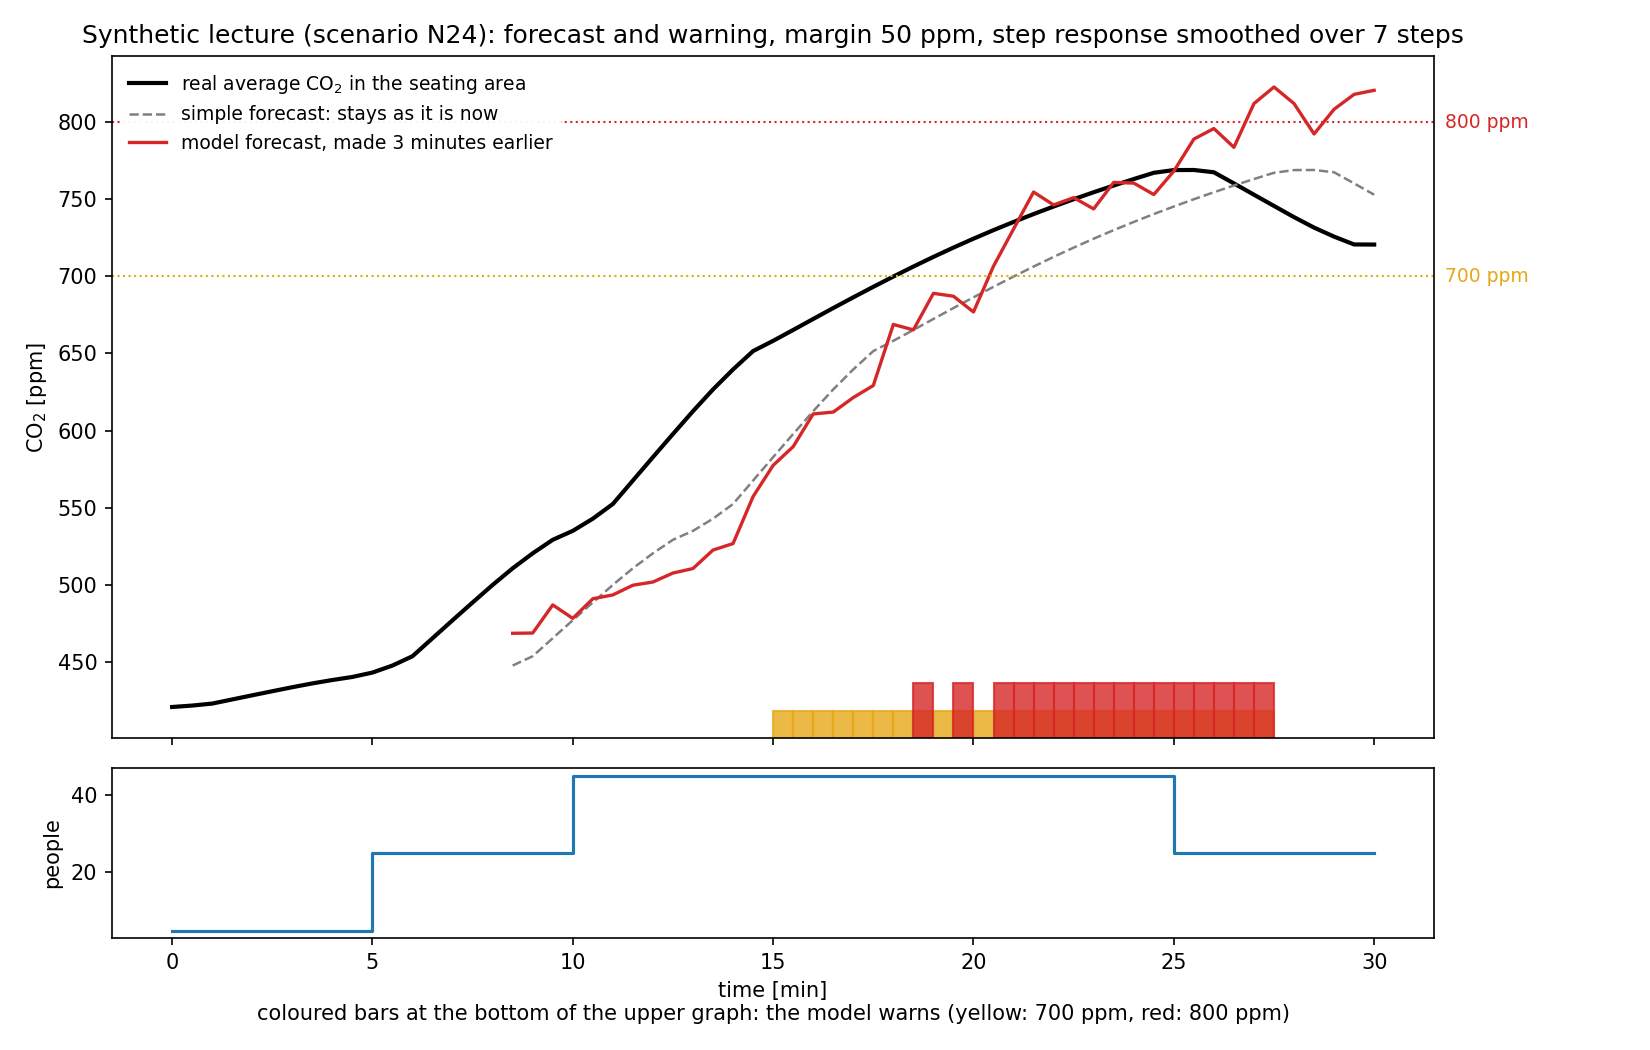 Synthetic lecture (scenario N24): forecast and warning, margin 50 ppm, step response smoothed over 7 steps
real average CO₂ in the seating area
simple forecast: stays as it is now
model forecast, made 3 minutes earlier
800 ppm
700 ppm
CO₂ [ppm]
800
750
700
650
600
550
500
450
people
40
20
0 5 10 15 20 25 30
time [min]
coloured bars at the bottom of the upper graph: the model warns (yellow: 700 ppm, red: 800 ppm)